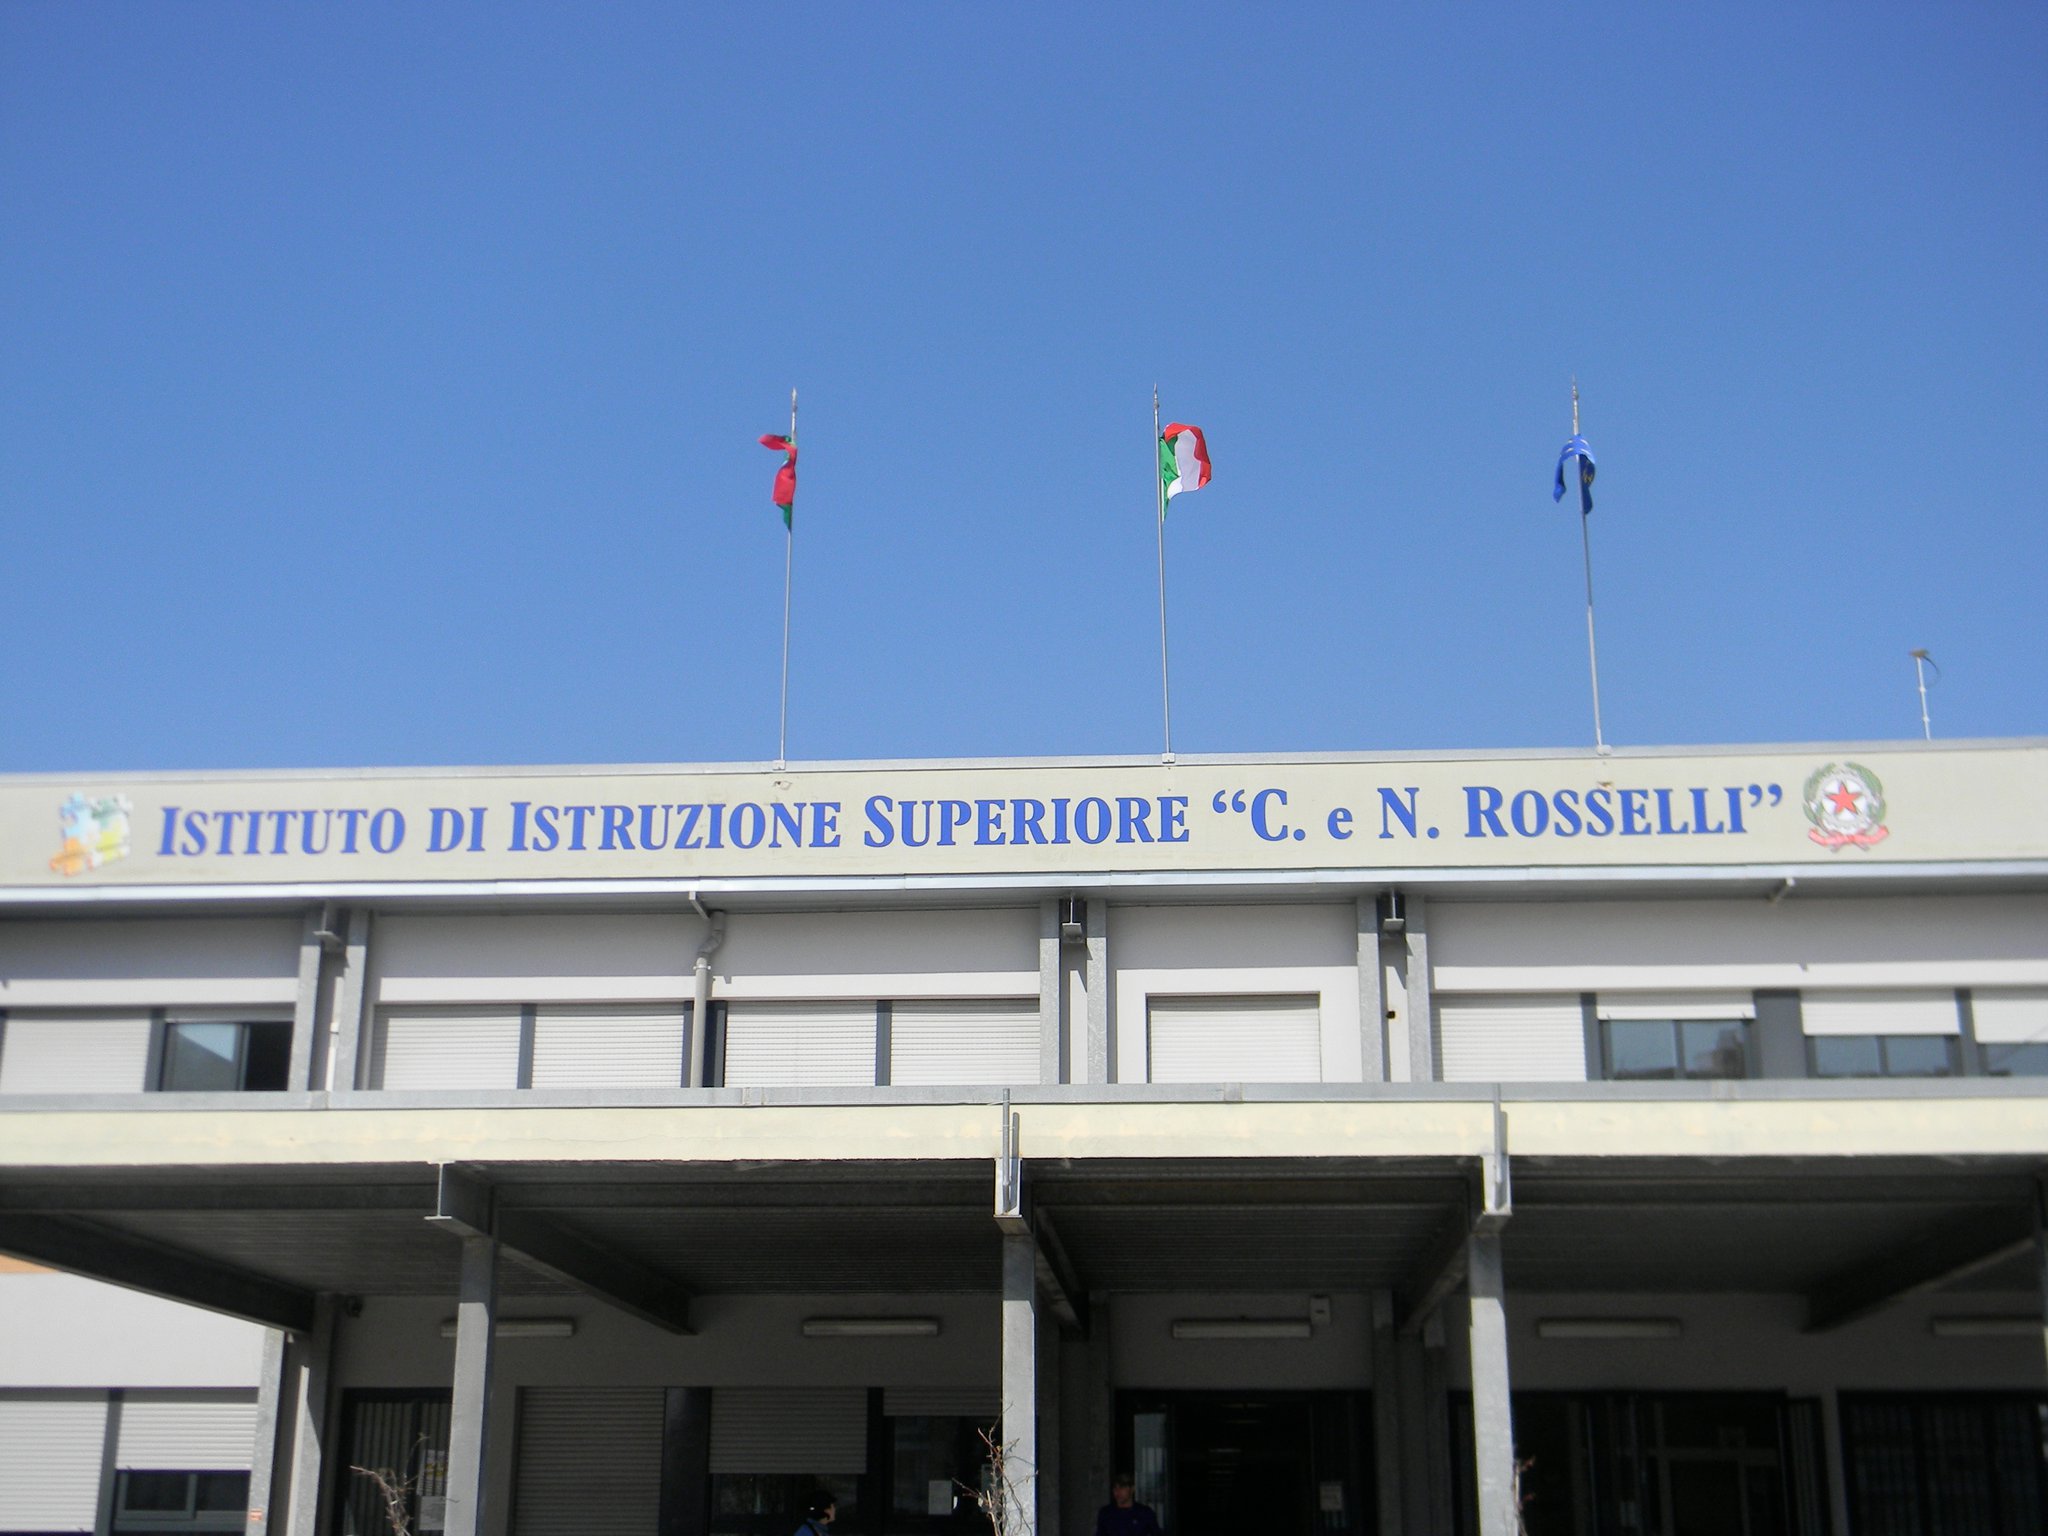 ISTITUTO DI ISTRUZIONE SUPERIORE “C. e N. ROSSELLI”